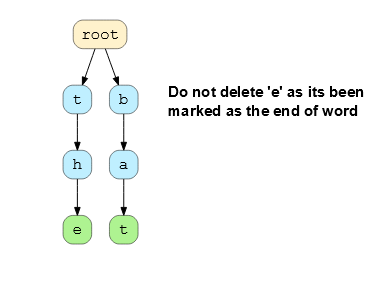 root
t b
Do not delete 'e' as its been
marked as the end of word
h a
e t